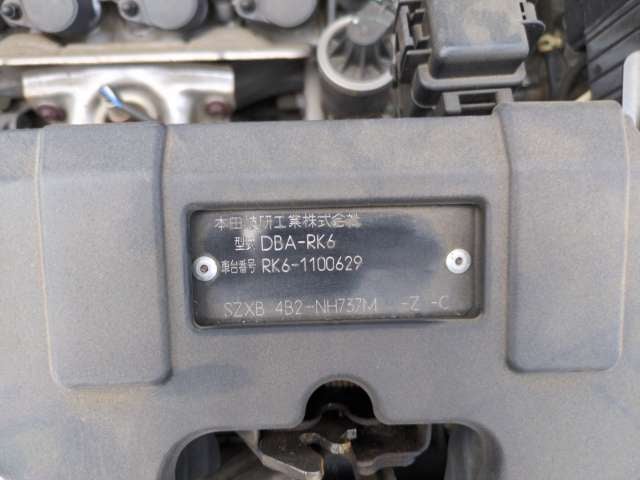 本田技研工業株式会社
型式 DBA-RK6
車台番号 RK6-1100629
SZXB 4B2-NH737M -Z -C